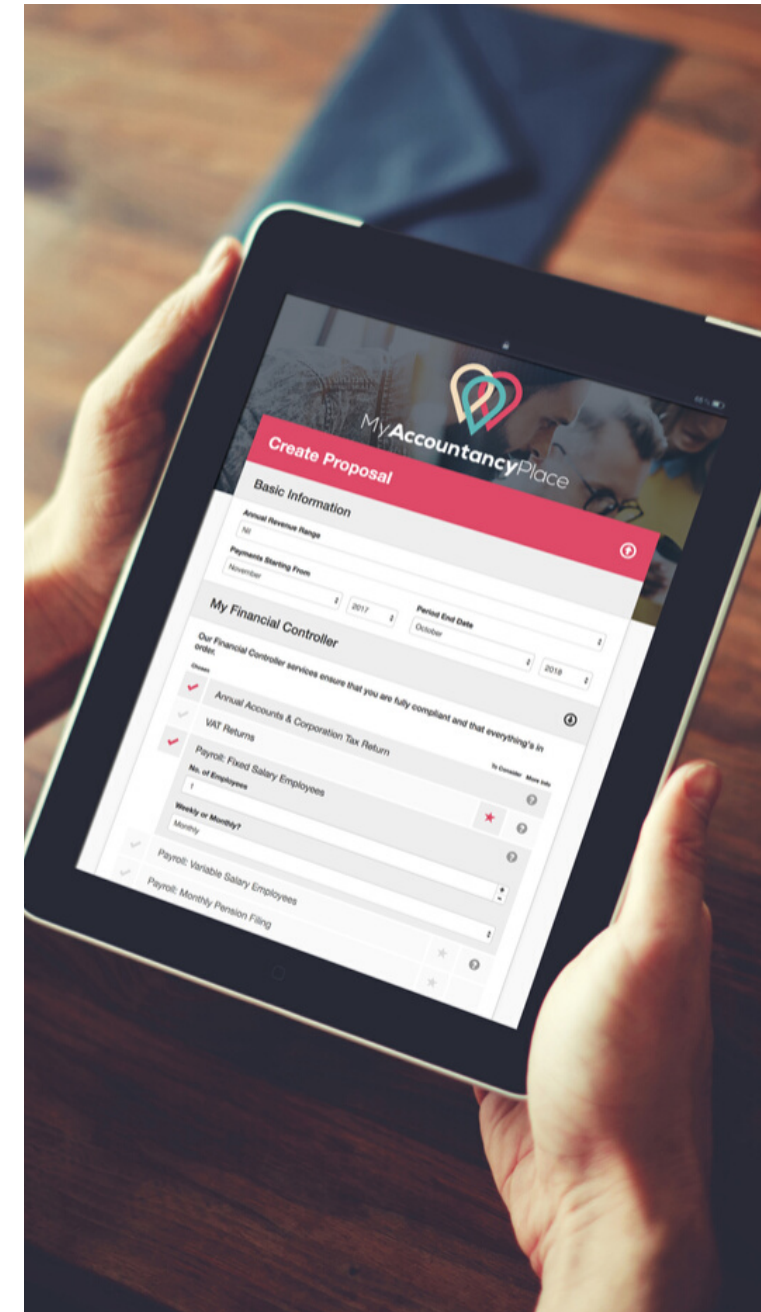 MyAccountancyPlace
Create Proposal
Basic Information
Annual Revenue Range
Nil
Payments Starting From
Period End Date
November
2017
October
2018
My Financial Controller
Our Financial Controller services ensure that you are fully compliant and that everything's in
order.
Chosen
To Consider
More Info
Annual Accounts & Corporation Tax Return
VAT Returns
Payroll: Fixed Salary Employees
No. of Employees
1
Weekly or Monthly?
Monthly
Payroll: Variable Salary Employees
Payroll: Monthly Pension Filing